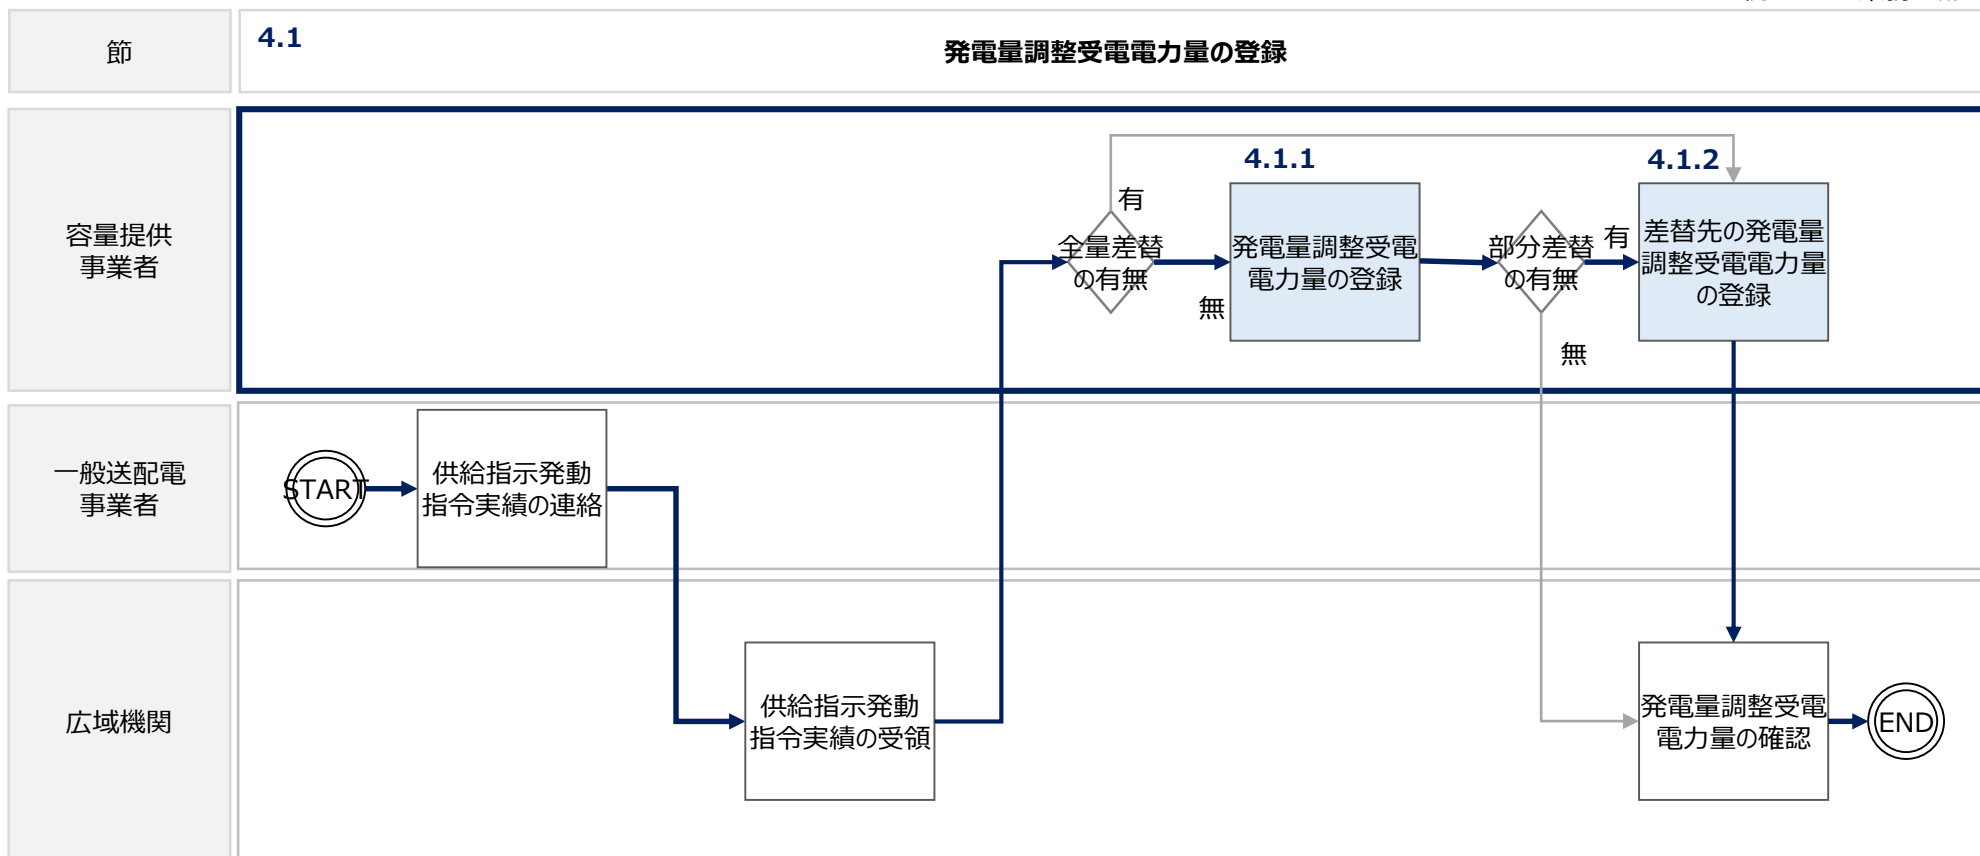 節
4.1
発電量調整受電電力量の登録
容量提供
事業者
全量差替
の有無
有
無
4.1.1
発電量調整受電
電力量の登録
部分差替
の有無
有
無
4.1.2
差替先の発電量
調整受電電力量
の登録
一般送配電
事業者
START
供給指示発動
指令実績の連絡
広域機関
供給指示発動
指令実績の受領
発電量調整受電
電力量の確認
END